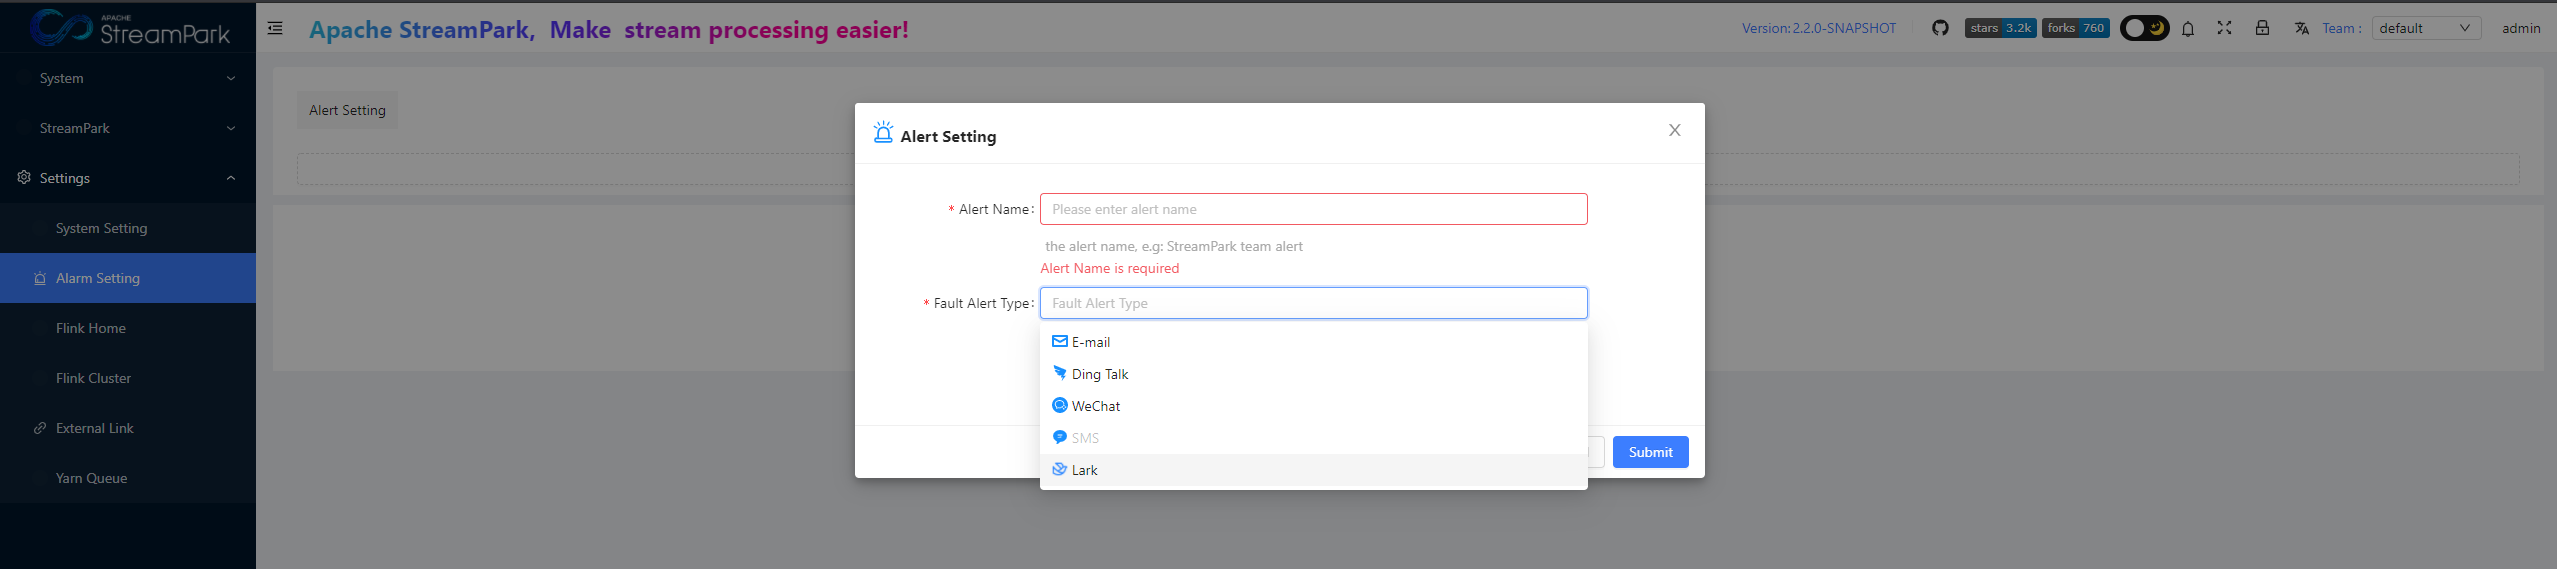 APACHE
StreamPark
Apache StreamPark, Make stream processing easier!
Version: 2.2.0-SNAPSHOT
stars 3.2k
forks 760
Team :
default
admin
System
StreamPark
Settings
System Setting
Alarm Setting
Flink Home
Flink Cluster
External Link
Yarn Queue
Alert Setting
Alert Setting
* Alert Name:
Please enter alert name
the alert name, e.g: StreamPark team alert
Alert Name is required
* Fault Alert Type:
Fault Alert Type
E-mail
Ding Talk
WeChat
SMS
Lark
Submit